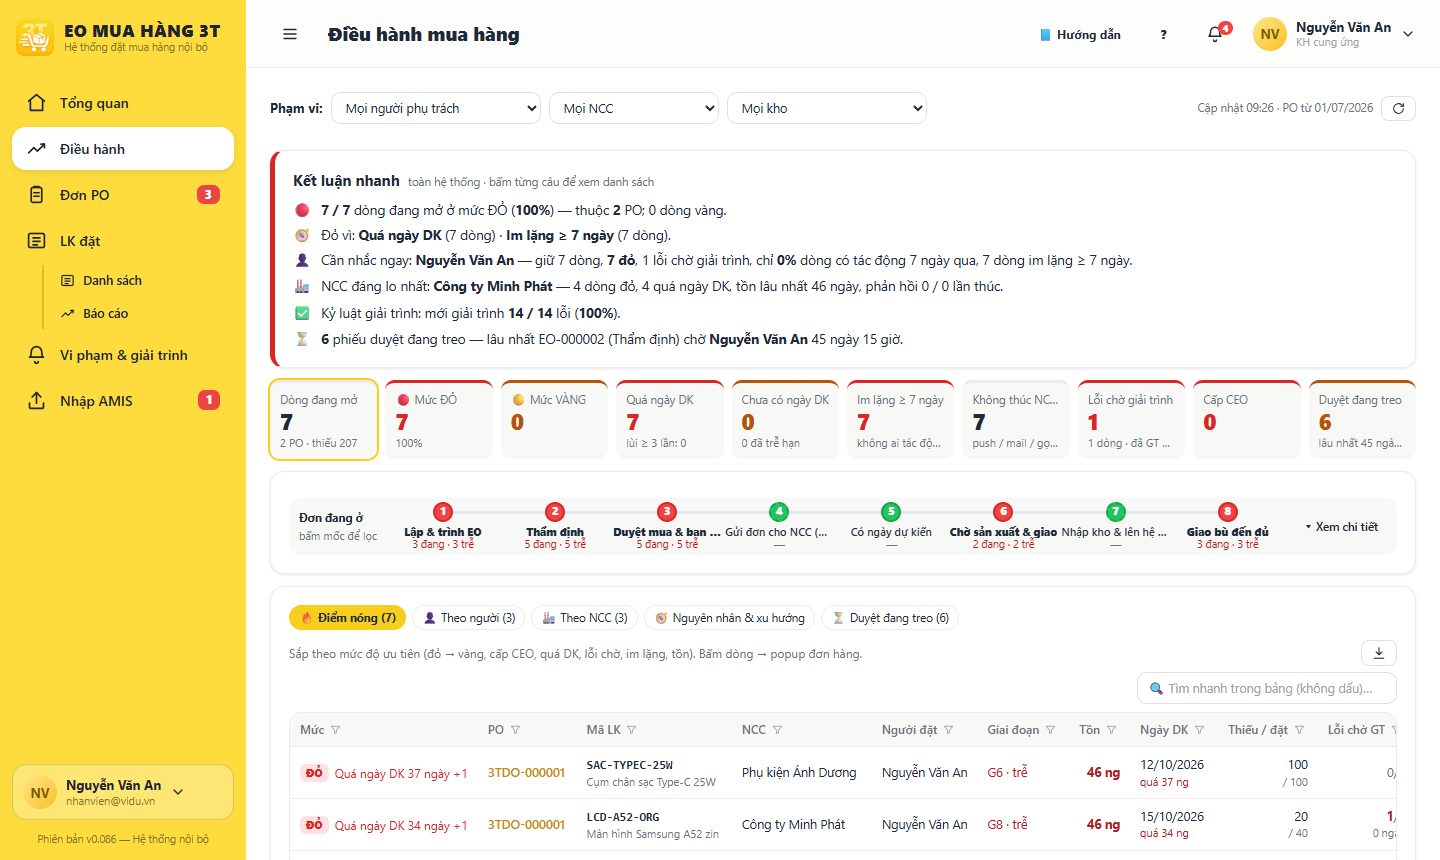 3T
EO MUA HÀNG 3T
Hệ thống đặt mua hàng nội bộ
Tổng quan
Điều hành
Đơn PO
3
LK đặt
Danh sách
Báo cáo
Vi phạm & giải trình
Nhập AMIS
1
NV
Nguyễn Văn An
nhanvien@vidu.vn
Phiên bản v0.086 — Hệ thống nội bộ
Điều hành mua hàng
Hướng dẫn
?
4
NV
Nguyễn Văn An
KH cung ứng
Phạm vi:
Mọi người phụ trách
Mọi NCC
Mọi kho
Cập nhật 09:26 · PO từ 01/07/2026
Kết luận nhanh toàn hệ thống · bấm từng câu để xem danh sách
7 / 7 dòng đang mở ở mức ĐỎ (100%) — thuộc 2 PO; 0 dòng vàng.
Đỏ vì: Quá ngày DK (7 dòng) · Im lặng ≥ 7 ngày (7 dòng).
Cần nhắc ngay: Nguyễn Văn An — giữ 7 dòng, 7 đỏ, 1 lỗi chờ giải trình, chỉ 0% dòng có tác động 7 ngày qua, 7 dòng im lặng ≥ 7 ngày.
NCC đáng lo nhất: Công ty Minh Phát — 4 dòng đỏ, 4 quá ngày DK, tồn lâu nhất 46 ngày, phản hồi 0 / 0 lần thúc.
Kỷ luật giải trình: mới giải trình 14 / 14 lỗi (100%).
6 phiếu duyệt đang treo — lâu nhất EO-000002 (Thẩm định) chờ Nguyễn Văn An 45 ngày 15 giờ.
Dòng đang mở
7
2 PO · thiếu 207
Mức ĐỎ
7
100%
Mức VÀNG
0
Quá ngày DK
7
lùi ≥ 3 lần: 0
Chưa có ngày DK
0
0 đã trễ hạn
Im lặng ≥ 7 ngày
7
không ai tác độ...
Không thúc NC...
7
push / mail / gọ...
Lỗi chờ giải trình
1
1 dòng · đã GT ...
Cấp CEO
0
Duyệt đang treo
6
lâu nhất 45 ngà...
Đơn đang ở
bấm mốc để lọc
1
Lập & trình EO
3 đang · 3 trễ
2
Thẩm định
5 đang · 5 trễ
3
Duyệt mua & bạn ...
5 đang · 5 trễ
4
Gửi đơn cho NCC (...
—
5
Có ngày dự kiến
—
6
Chờ sản xuất & giao
2 đang · 2 trễ
7
Nhập kho & lên hệ ...
—
8
Giao bù đến đủ
3 đang · 3 trễ
Xem chi tiết
Điểm nóng (7)
Theo người (3)
Theo NCC (3)
Nguyên nhân & xu hướng
Duyệt đang treo (6)
Sắp theo mức độ ưu tiên (đỏ → vàng, cấp CEO, quá DK, lỗi chờ, im lặng, tồn). Bấm dòng → popup đơn hàng.
Tìm nhanh trong bảng (không dấu)...
Mức PO Mã LK NCC Người đặt Giai đoạn Tồn Ngày DK Thiếu / đặt Lỗi chờ GT
ĐỎ Quá ngày DK 37 ngày +1 3TDO-000001 SAC-TYPEC-25W Phụ kiện Ánh Dương Nguyễn Văn An G6 · trễ 46 ng 12/10/2026 100 0/
Cụm chân sạc Type-C 25W quá 37 ng / 100
ĐỎ Quá ngày DK 34 ngày +1 3TDO-000001 LCD-A52-ORG Công ty Minh Phát Nguyễn Văn An G8 · trễ 46 ng 15/10/2026 20 1/
Màn hình Samsung A52 zin quá 34 ng / 40 0 ng